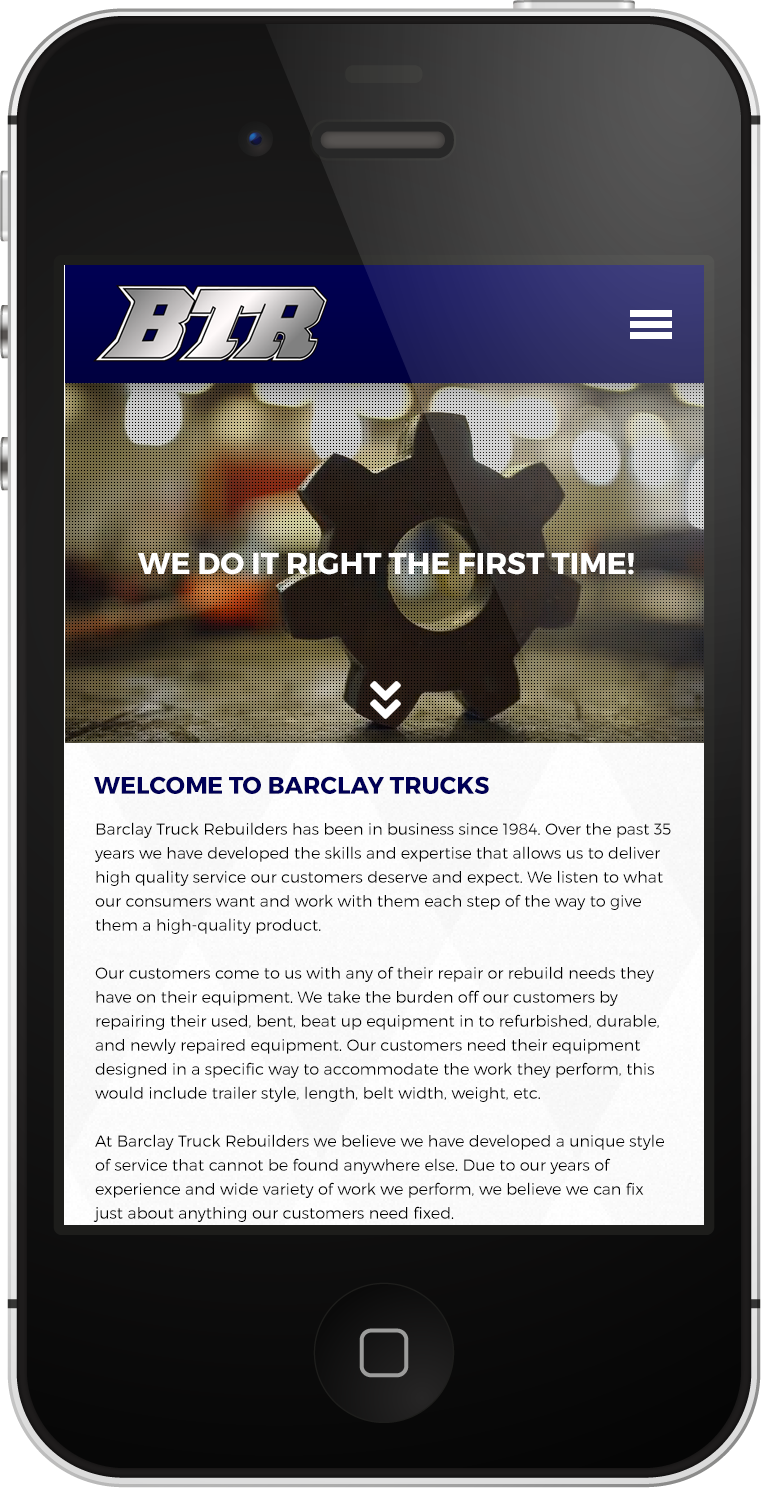 BTR
WE DO IT RIGHT THE FIRST TIME!
WELCOME TO BARCLAY TRUCKS
Barclay Truck Rebuilders has been in business since 1984. Over the past 35
years we have developed the skills and expertise that allows us to deliver
high quality service our customers deserve and expect. We listen to what
our consumers want and work with them each step of the way to give
them a high-quality product.
Our customers come to us with any of their repair or rebuild needs they
have on their equipment. We take the burden off our customers by
repairing their used, bent, beat up equipment in to refurbished, durable,
and newly repaired equipment. Our customers need their equipment
designed in a specific way to accommodate the work they perform, this
would include trailer style, length, belt width, weight, etc.
At Barclay Truck Rebuilders we believe we have developed a unique style
of service that cannot be found anywhere else. Due to our years of
experience and wide variety of work we perform, we believe we can fix
just about anything our customers need fixed.